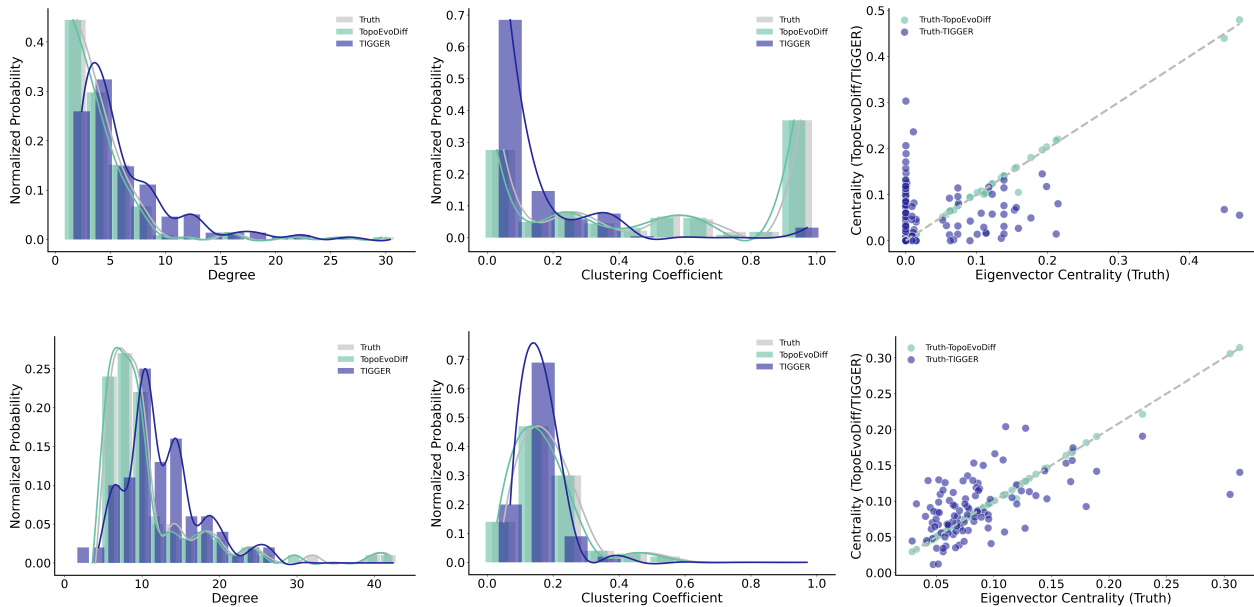 Normalized Probability
0.4
0.3
0.2
0.1
0.0
0
5
10
15
20
25
30
Degree
Truth
TopoEvoDiff
TIGGER
Normalized Probability
0.7
0.6
0.5
0.4
0.3
0.2
0.1
0.0
0.0
0.2
0.4
0.6
0.8
1.0
Clustering Coefficient
Truth
TopoEvoDiff
TIGGER
Centrality (TopoEvoDiff/TIGGER)
0.5
0.4
0.3
0.2
0.1
0.0
0.0
0.1
0.2
0.4
Eigenvector Centrality (Truth)
Truth-TopoEvoDiff
Truth-TIGGER
Normalized Probability
0.25
0.20
0.15
0.10
0.05
0.00
0
10
20
30
40
Degree
Truth
TopoEvoDiff
TIGGER
Normalized Probability
0.7
0.6
0.5
0.4
0.3
0.2
0.1
0.0
0.0
0.2
0.4
0.6
0.8
1.0
Clustering Coefficient
Truth
TopoEvoDiff
TIGGER
Centrality (TopoEvoDiff/TIGGER)
0.30
0.25
0.20
0.15
0.10
0.05
0.00
0.05
0.10
0.15
0.20
0.30
Eigenvector Centrality (Truth)
Truth-TopoEvoDiff
Truth-TIGGER